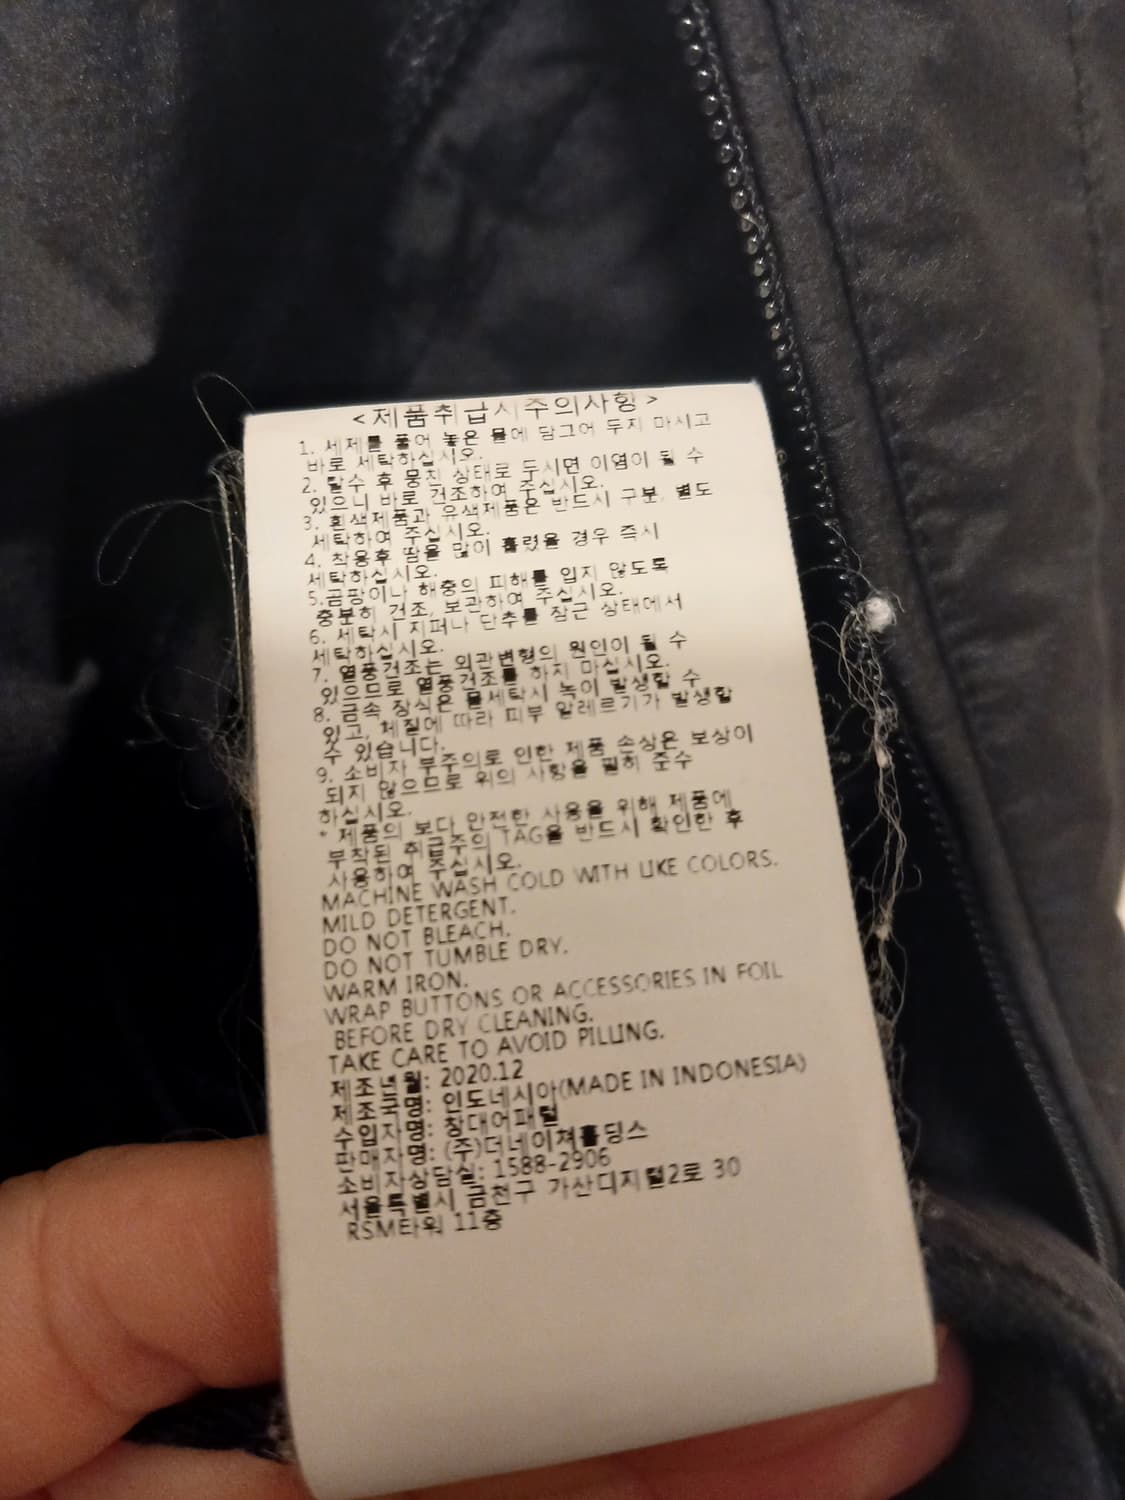 <제품취급시주의사항>
1. 세제를 풀어 놓은 물에 담그어 두지 마시고
바로 세탁하십시오.
2. 탈수 후 뭉친 상태로 두시면 이염이 될 수
있으니 바로 건조하여 주십시오.
3. 흰색제품과 유색제품은 반드시 구분, 별도
세탁하여 주십시오.
4. 착용후 땀을 많이 흘렸을 경우 즉시
세탁하십시오.
5.곰팡이나 해충의 피해를 입지 않도록
충분히 건조, 보관하여 주십시오.
6. 세탁시 지퍼나 단추를 잠근 상태에서
세탁하십시오.
7. 열풍건조는 외관변형의 원인이 될 수
있으므로 열풍건조를 하지 마십시오.
8. 금속 장식은 물세탁시 녹이 발생할 수
있고, 체질에 따라 피부 알레르기가 발생할
수 있습니다.
9. 소비자 부주의로 인한 제품 손상은 보상이
되지 않으므로 위의 사항을 필히 준수
하십시오.
* 제품의 보다 안전한 사용을 위해 제품에
부착된 취급주의 TAG을 반드시 확인한 후
사용하여 주십시오.
MACHINE WASH COLD WITH LIKE COLORS.
MILD DETERGENT.
DO NOT BLEACH.
DO NOT TUMBLE DRY.
WARM IRON.
WRAP BUTTONS OR ACCESSORIES IN FOIL
BEFORE DRY CLEANING.
TAKE CARE TO AVOID PILLING.
제조년월: 2020.12
제조국명: 인도네시아(MADE IN INDONESIA)
수입자명: 창대어패럴
판매자명: (주)더네이쳐홀딩스
소비자상담실: 1588-2906
서울특별시 금천구 가산디지털2로 30
RSM타워 11층